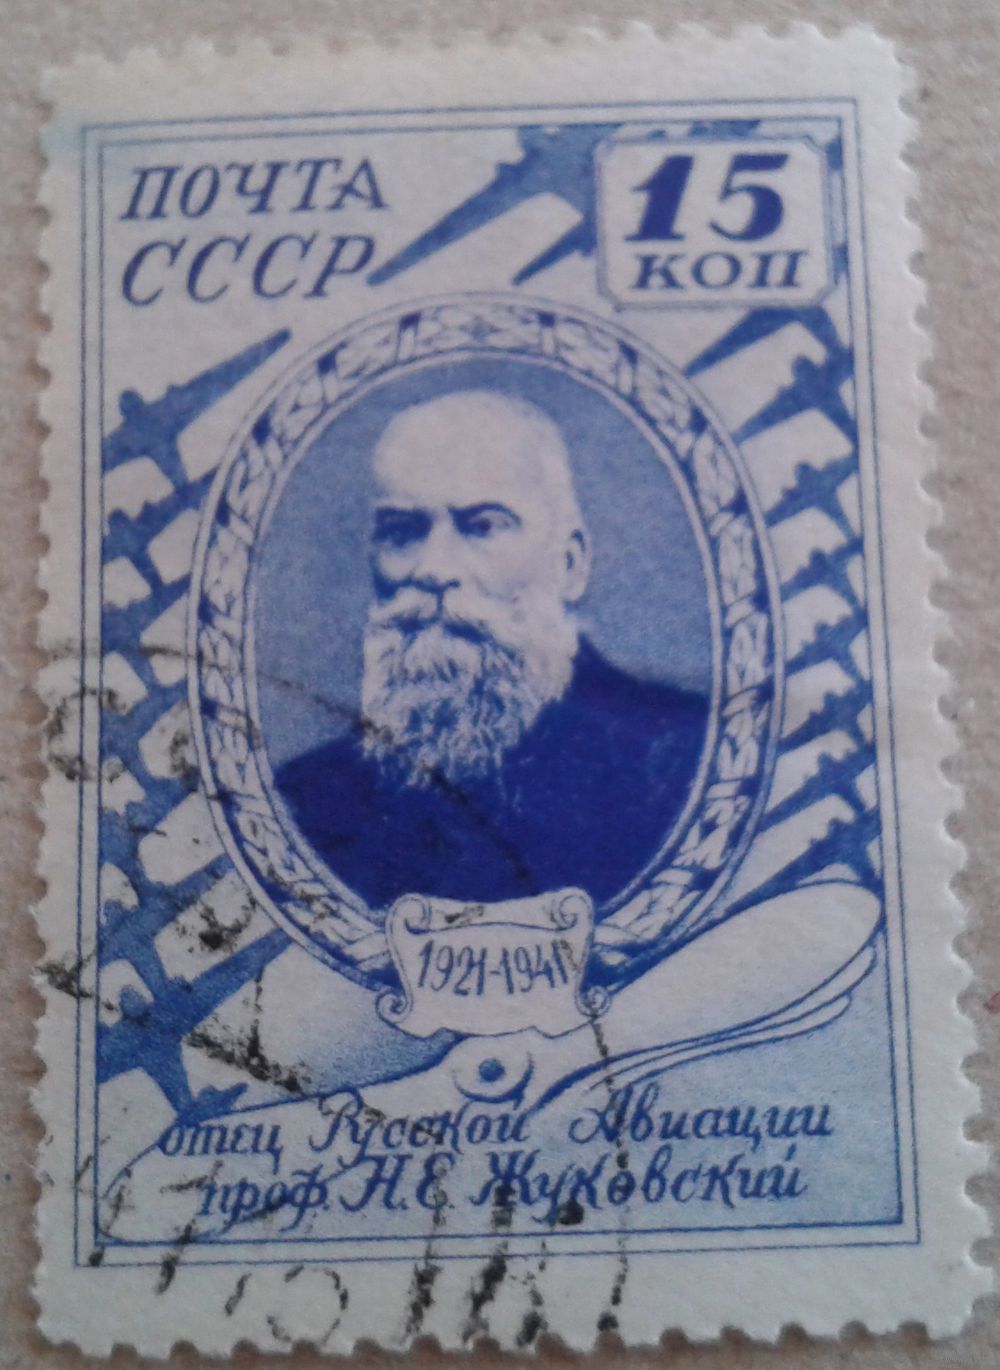 ПОЧТА
СССР
15
КОП
1921-1941
отец Русской Авиации
проф. Н.Е. Жуковский